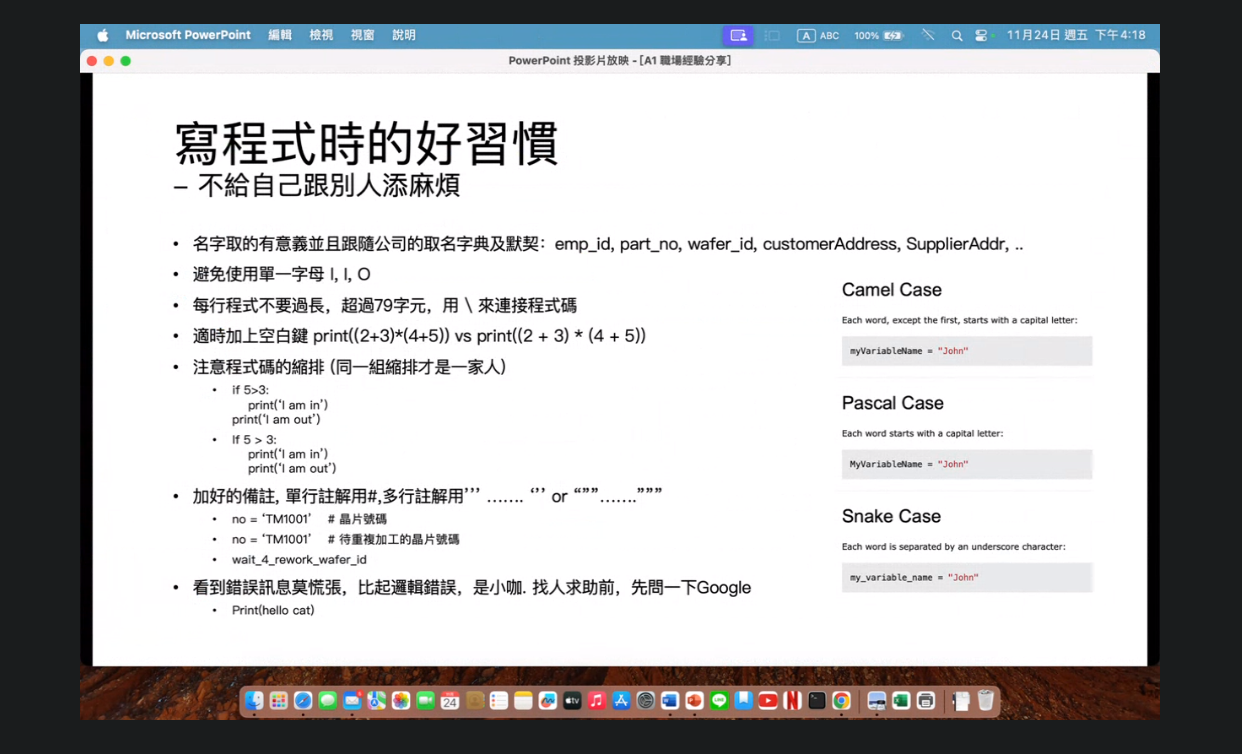 Microsoft PowerPoint 編輯 檢視 視窗 說明 A ABC 100% 11月24日 週五 下午4:18
PowerPoint 投影片放映 - [A1 職場經驗分享]
寫程式時的好習慣
– 不給自己跟別人添麻煩
• 名字取的有意義並且跟隨公司的取名字典及默契：emp_id, part_no, wafer_id, customerAddress, SupplierAddr, ..
• 避免使用單一字母 l, I, O
• 每行程式不要過長，超過79字元，用 \ 來連接程式碼
• 適時加上空白鍵 print((2+3)*(4+5)) vs print((2 + 3) * (4 + 5))
• 注意程式碼的縮排 (同一組縮排才是一家人)
• if 5>3:
print(‘I am in’)
print(‘I am out’)
• If 5 > 3:
print(‘I am in’)
print(‘I am out’)
• 加好的備註, 單行註解用#,多行註解用’’’ ……. ‘’’ or “””…….”””
• no = ‘TM1001’ # 晶片號碼
• no = ‘TM1001’ # 待重複加工的晶片號碼
• wait_4_rework_wafer_id
• 看到錯誤訊息莫慌張，比起邏輯錯誤，是小咖. 找人求助前，先問一下Google
• Print(hello cat)
Camel Case
Each word, except the first, starts with a capital letter:
myVariableName = "John"
Pascal Case
Each word starts with a capital letter:
MyVariableName = "John"
Snake Case
Each word is separated by an underscore character:
my_variable_name = "John"
24
tv
N